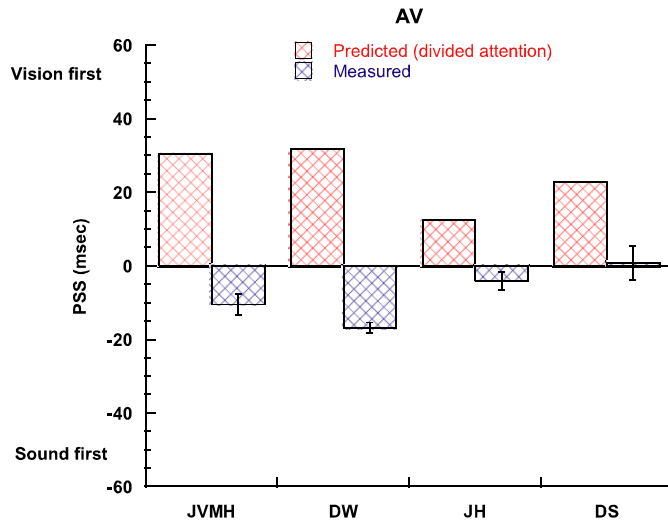 AV
Predicted (divided attention)
Measured
Vision first
Sound first
PSS (msec)
60
40
20
0
-20
-40
-60
JVMH DW JH DS